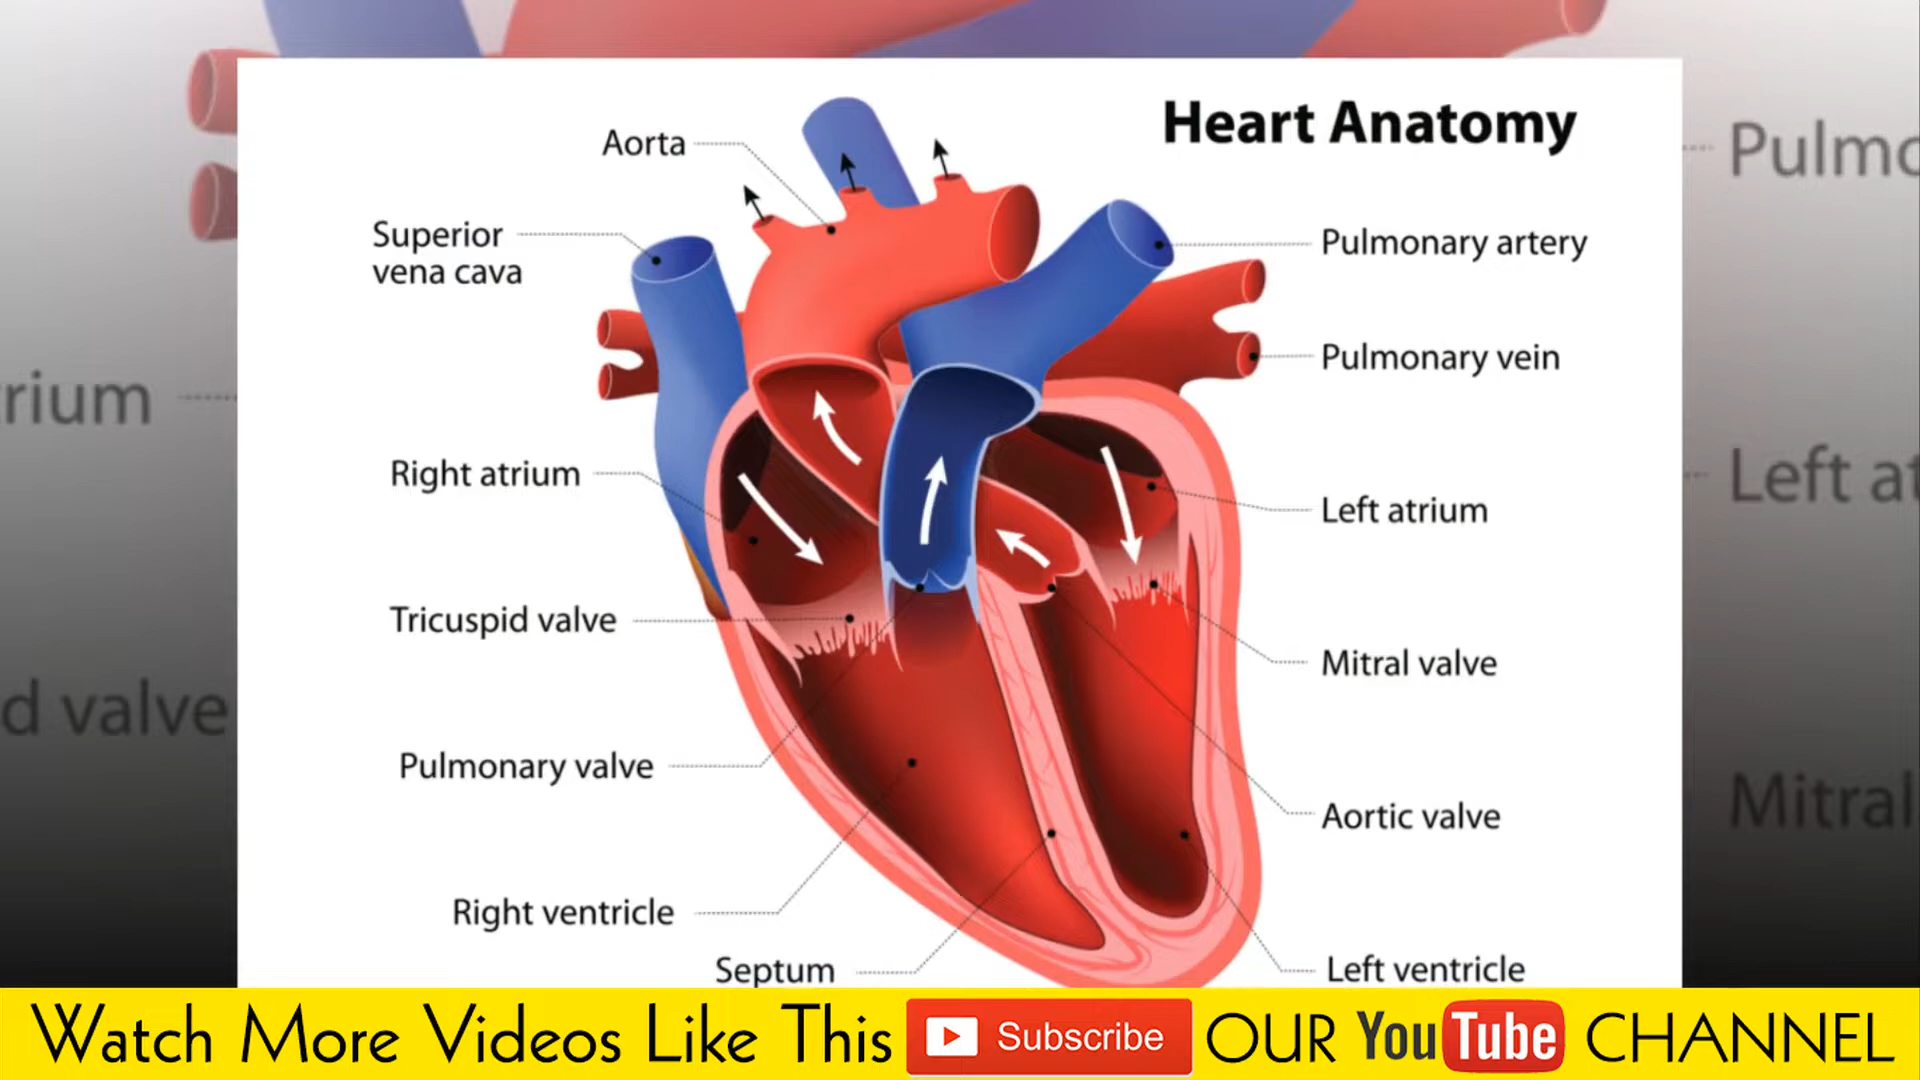 Heart Anatomy
Aorta
Superior
vena cava
Pulmonary artery
Pulmonary vein
Right atrium
Left atrium
Tricuspid valve
Mitral valve
Pulmonary valve
Aortic valve
Right ventricle
Septum
Left ventricle
Pulmo
rium
Left at
d valve
Mitral
Watch More Videos Like This Subscribe OUR YouTube CHANNEL